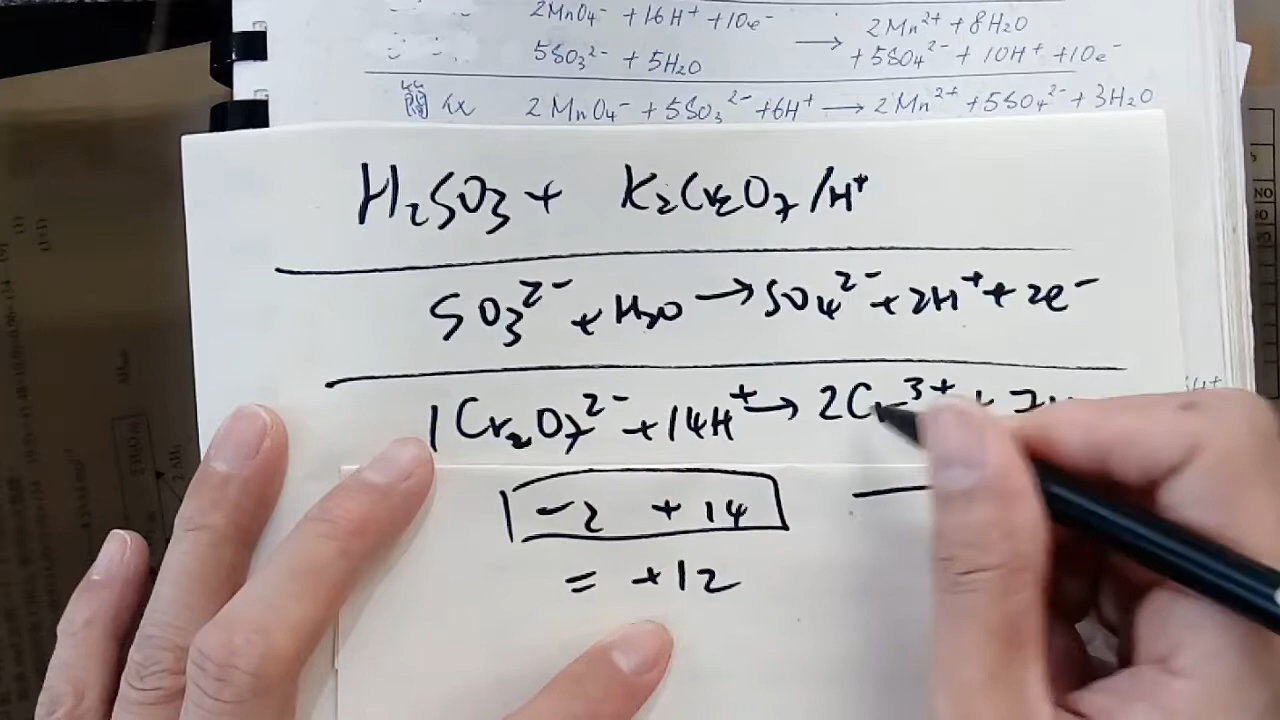 2MnO₄⁻ + 16H⁺ + 10e⁻ → 2Mn²⁺ + 8H₂O
5SO₃²⁻ + 5H₂O + 5SO₄²⁻ + 10H⁺ + 10e⁻
2MnO₄⁻ + 5SO₃²⁻ + 6H⁺ → 2Mn²⁺ + 5SO₄²⁻ + 3H₂O
H₂SO₃ + K₂Cr₂O₇/H⁺
SO₃²⁻ + H₂O → SO₄²⁻ + 2H⁺ + 2e⁻
1Cr₂O₇²⁻ + 14H⁺ → 2Cr³⁺ +
-2 +14
= +12